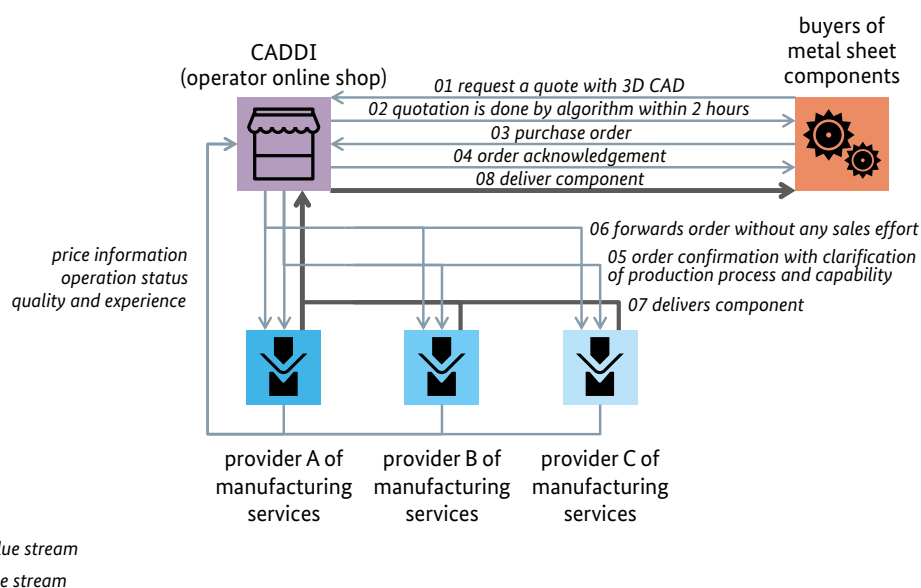 CADDI
(operator online shop)
buyers of
metal sheet
components
01 request a quote with 3D CAD
02 quotation is done by algorithm within 2 hours
03 purchase order
04 order acknowledgement
08 deliver component
06 forwards order without any sales effort
05 order confirmation with clarification
of production process and capability
07 delivers component
price information
operation status
quality and experience
provider A of
manufacturing
services
provider B of
manufacturing
services
provider C of
manufacturing
services
stream
stream